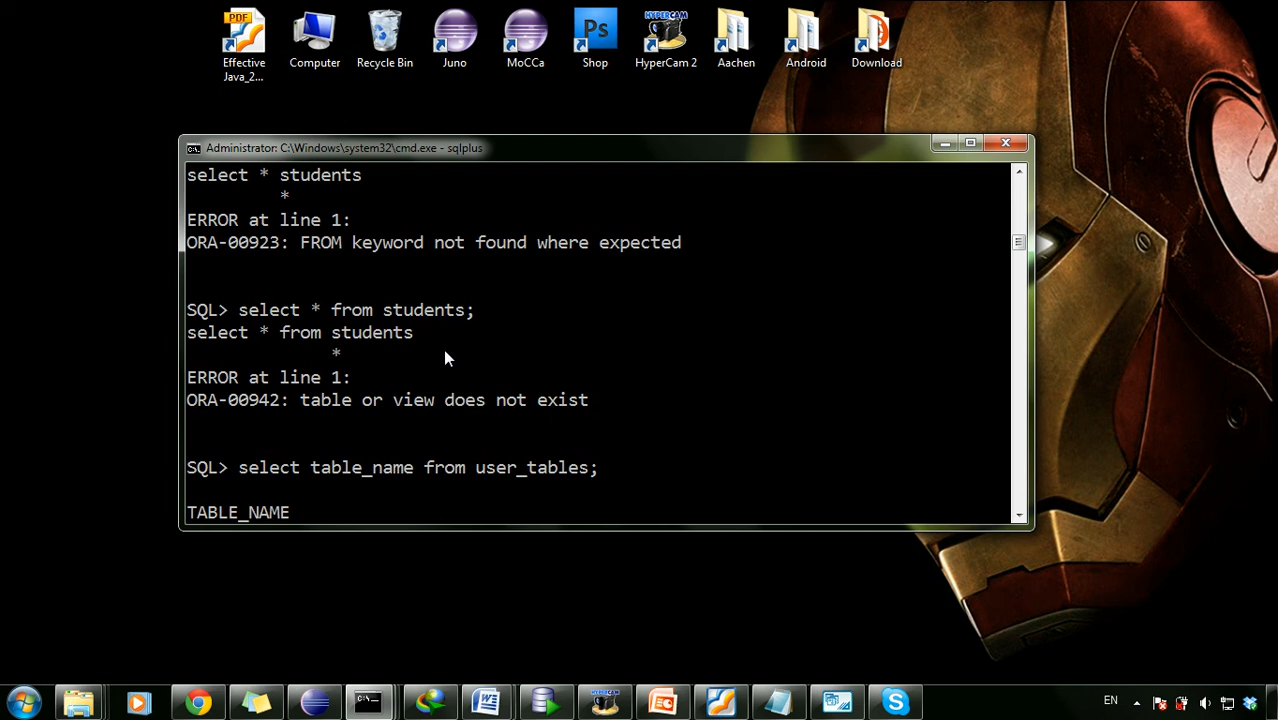 PDF
Ps
HYPERCAM
Effective
Java_2...
Computer
Recycle Bin
Juno
MoCCa
Shop
HyperCam 2
Aachen
Android
Download
Administrator: C:\Windows\system32\cmd.exe - sqlplus
select * students
*
ERROR at line 1:
ORA-00923: FROM keyword not found where expected
SQL> select * from students;
select * from students
*
ERROR at line 1:
ORA-00942: table or view does not exist
SQL> select table_name from user_tables;
TABLE_NAME
EN